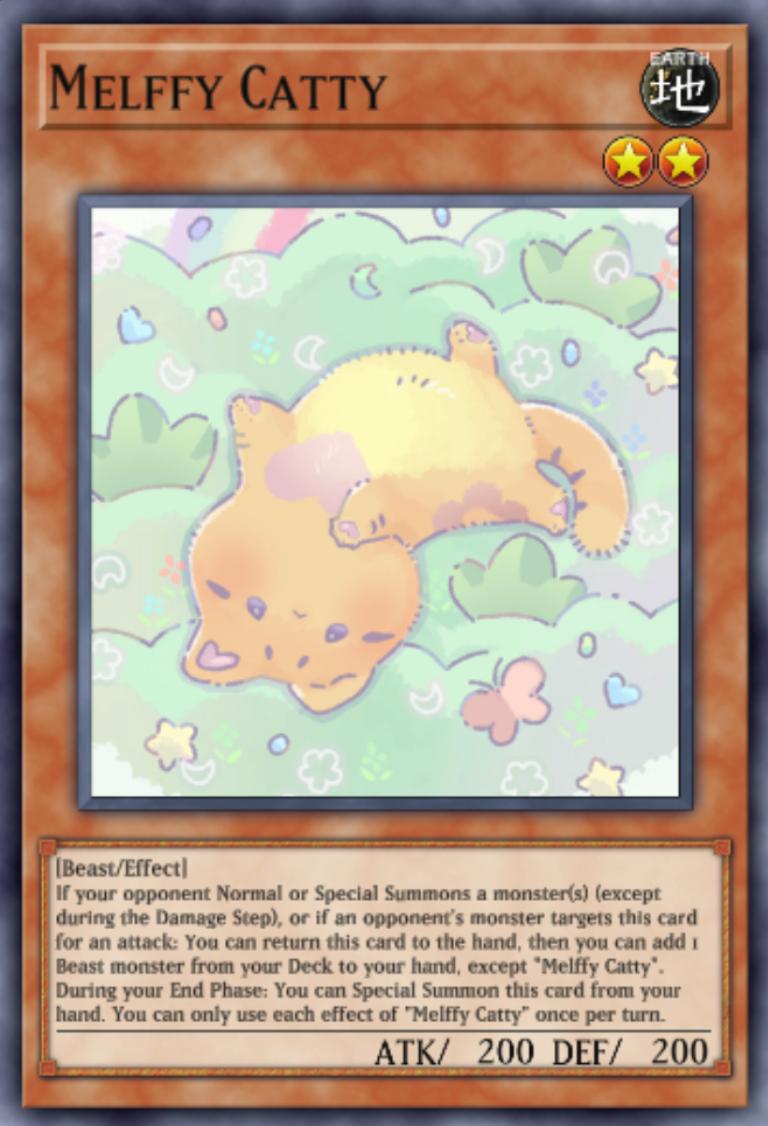 Melffy Catty
EARTH
地
[Beast/Effect]
If your opponent Normal or Special Summons a monster(s) (except
during the Damage Step), or if an opponent's monster targets this card
for an attack: You can return this card to the hand, then you can add 1
Beast monster from your Deck to your hand, except "Melffy Catty".
During your End Phase: You can Special Summon this card from your
hand. You can only use each effect of "Melffy Catty" once per turn.
ATK/ 200 DEF/ 200